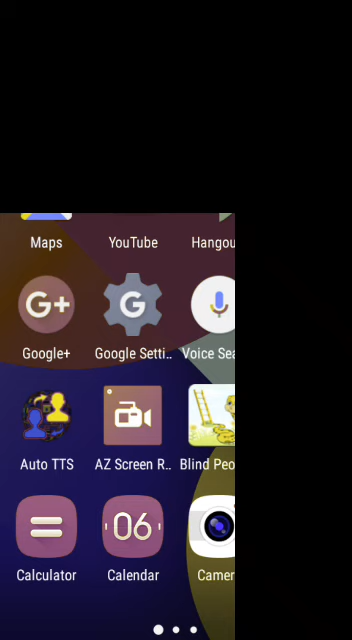 Maps YouTube Hangou
G+ G
Google+ Google Setti.. Voice Sea
Auto TTS AZ Screen R.. Blind Peo
06
Calculator Calendar Camer